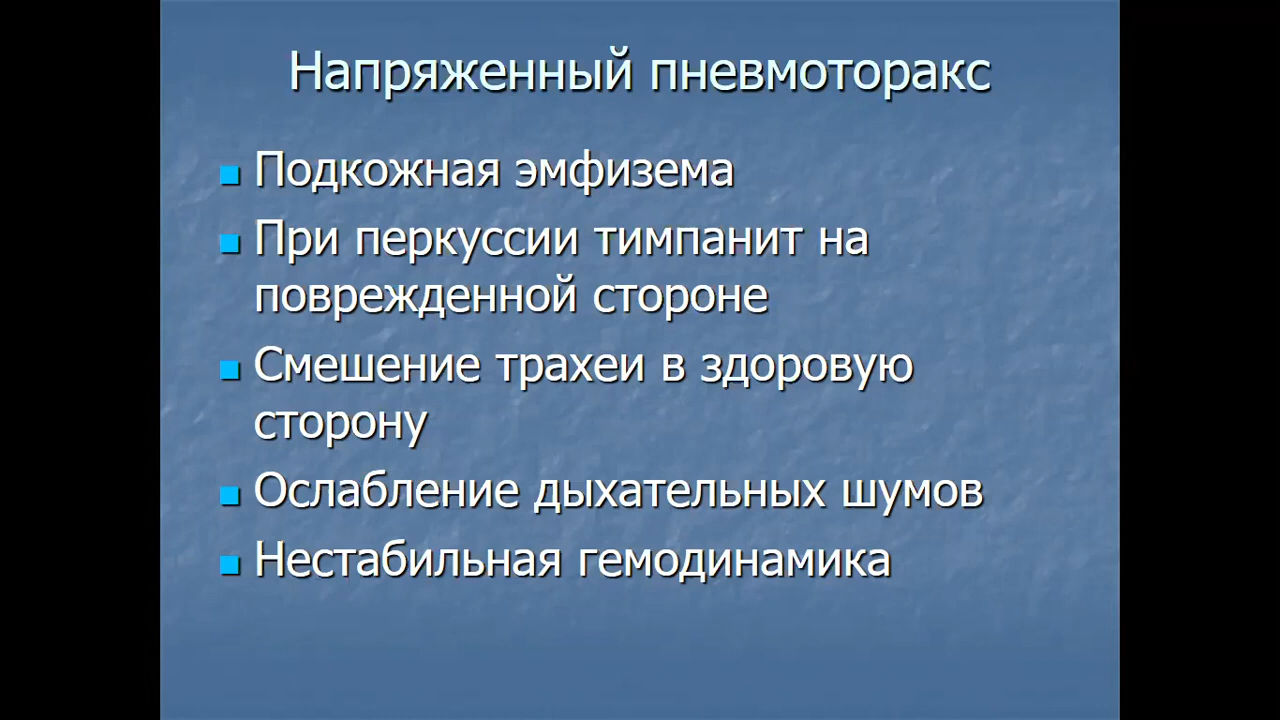 Напряженный пневмоторакс
Подкожная эмфизема
При перкуссии тимпанит на
поврежденной стороне
Смешение трахеи в здоровую
сторону
Ослабление дыхательных шумов
Нестабильная гемодинамика